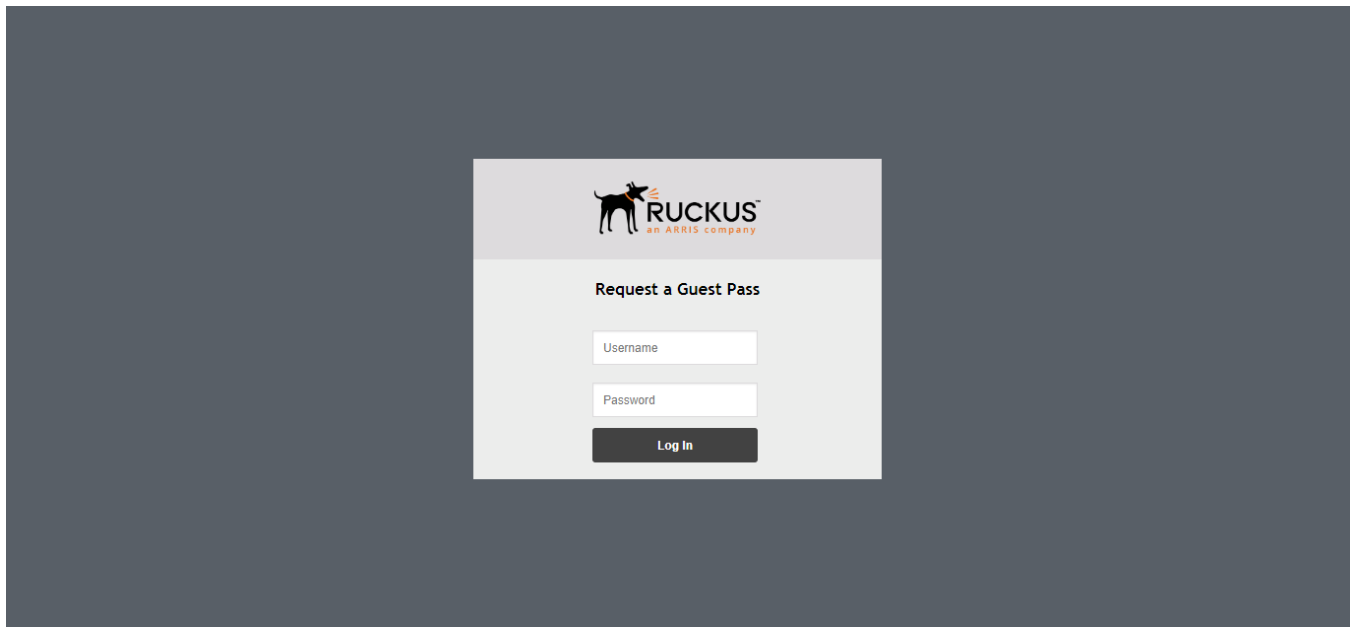 RUCKUS™
an ARRIS company
Request a Guest Pass
Username
Password
Log In